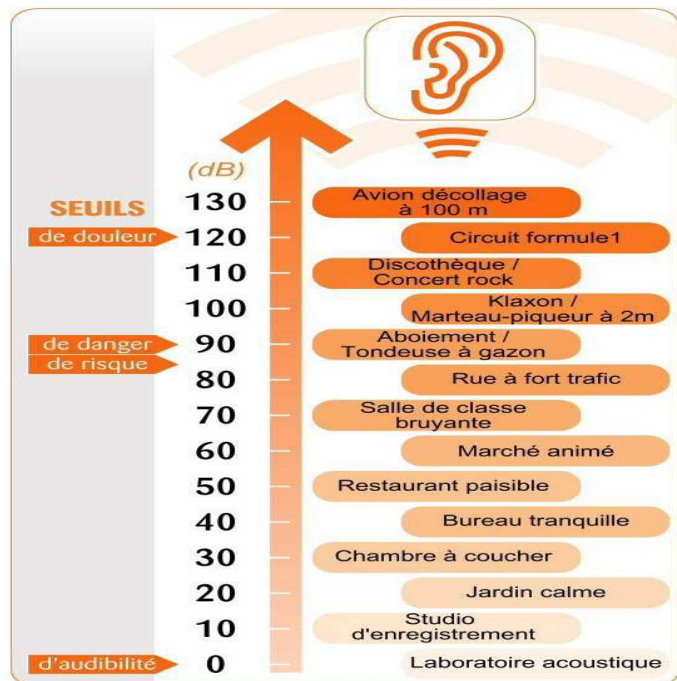 (dB)
SEUILS
130
Avion décollage
à 100 m
de douleur
120
Circuit formule1
110
Discothèque /
Concert rock
100
Klaxon /
Marteau-piqueur à 2m
de danger
90
Aboiement /
Tondeuse à gazon
de risque
80
Rue à fort trafic
70
Salle de classe
bruyante
60
Marché animé
50
Restaurant paisible
40
Bureau tranquille
30
Chambre à coucher
20
Jardin calme
10
Studio
d'enregistrement
d'audibilité
0
Laboratoire acoustique